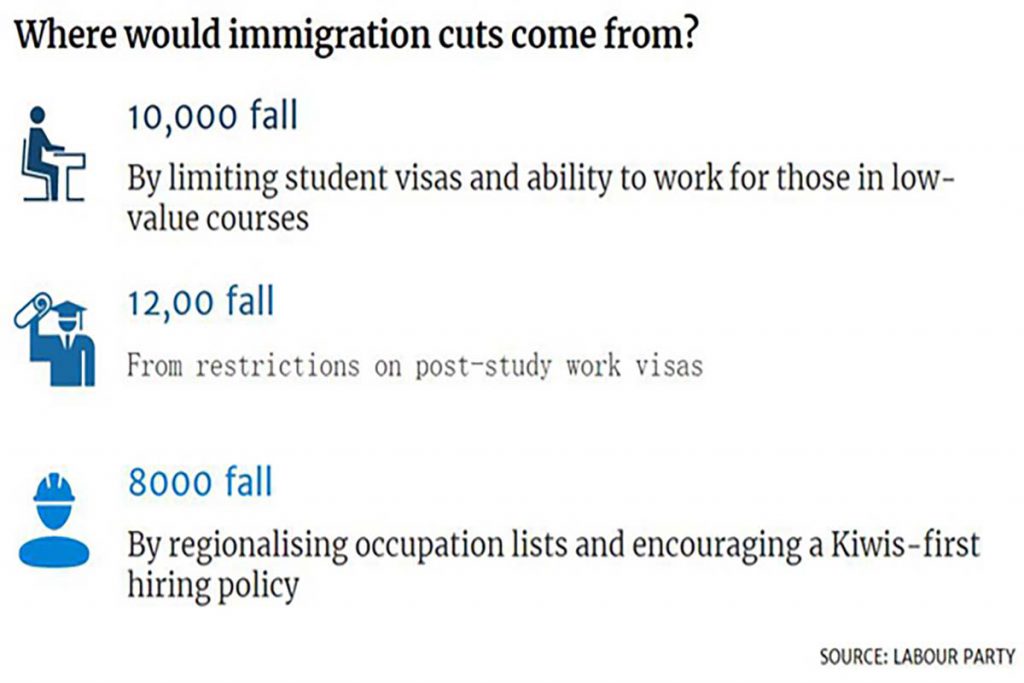 Where would immigration cuts come from?
10,000 fall
By limiting student visas and ability to work for those in low-
value courses
12,00 fall
From restrictions on post-study work visas
8000 fall
By regionalising occupation lists and encouraging a Kiwis-first
hiring policy
SOURCE: LABOUR PARTY